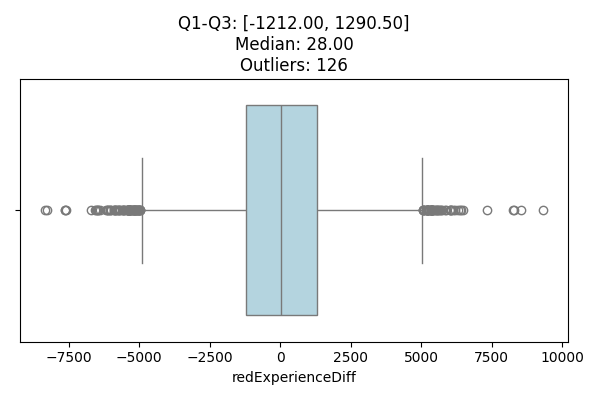 Q1-Q3: [-1212.00, 1290.50]
Median: 28.00
Outliers: 126
−7500 −5000 −2500 0 2500 5000 7500 10000
redExperienceDiff